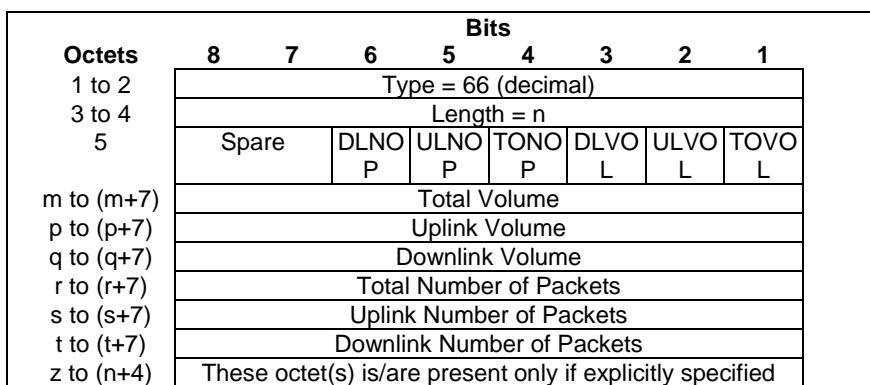 Bits
Octets 8 7 6 5 4 3 2 1
1 to 2 Type = 66 (decimal)
3 to 4 Length = n
5 Spare DLNO ULNO TONO DLVO ULVO TOVO
P P P L L L
m to (m+7) Total Volume
p to (p+7) Uplink Volume
q to (q+7) Downlink Volume
r to (r+7) Total Number of Packets
s to (s+7) Uplink Number of Packets
t to (t+7) Downlink Number of Packets
z to (n+4) These octet(s) is/are present only if explicitly specified